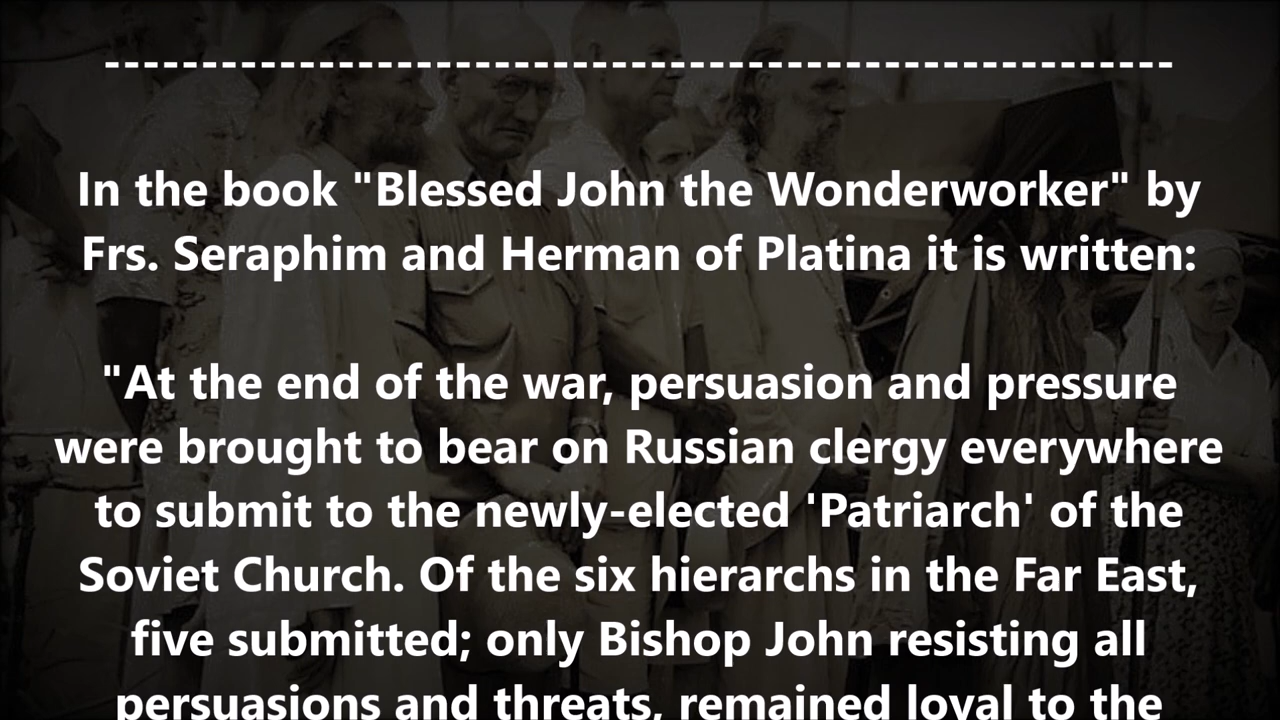 -------------------------------------------------------
In the book "Blessed John the Wonderworker" by
Frs. Seraphim and Herman of Platina it is written:
"At the end of the war, persuasion and pressure
were brought to bear on Russian clergy everywhere
to submit to the newly-elected 'Patriarch' of the
Soviet Church. Of the six hierarchs in the Far East,
five submitted; only Bishop John resisting all
persuasions and threats, remained loyal to the